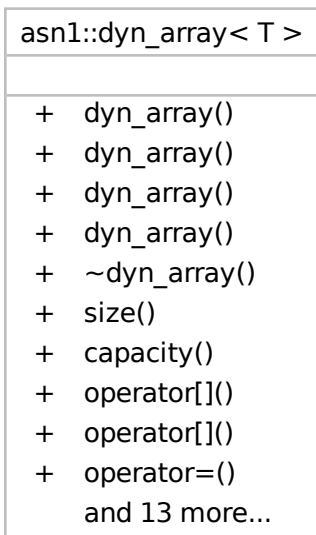 asn1::dyn_array< T >
+ dyn_array()
+ dyn_array()
+ dyn_array()
+ dyn_array()
+ ~dyn_array()
+ size()
+ capacity()
+ operator[]()
+ operator[]()
+ operator=()
and 13 more...